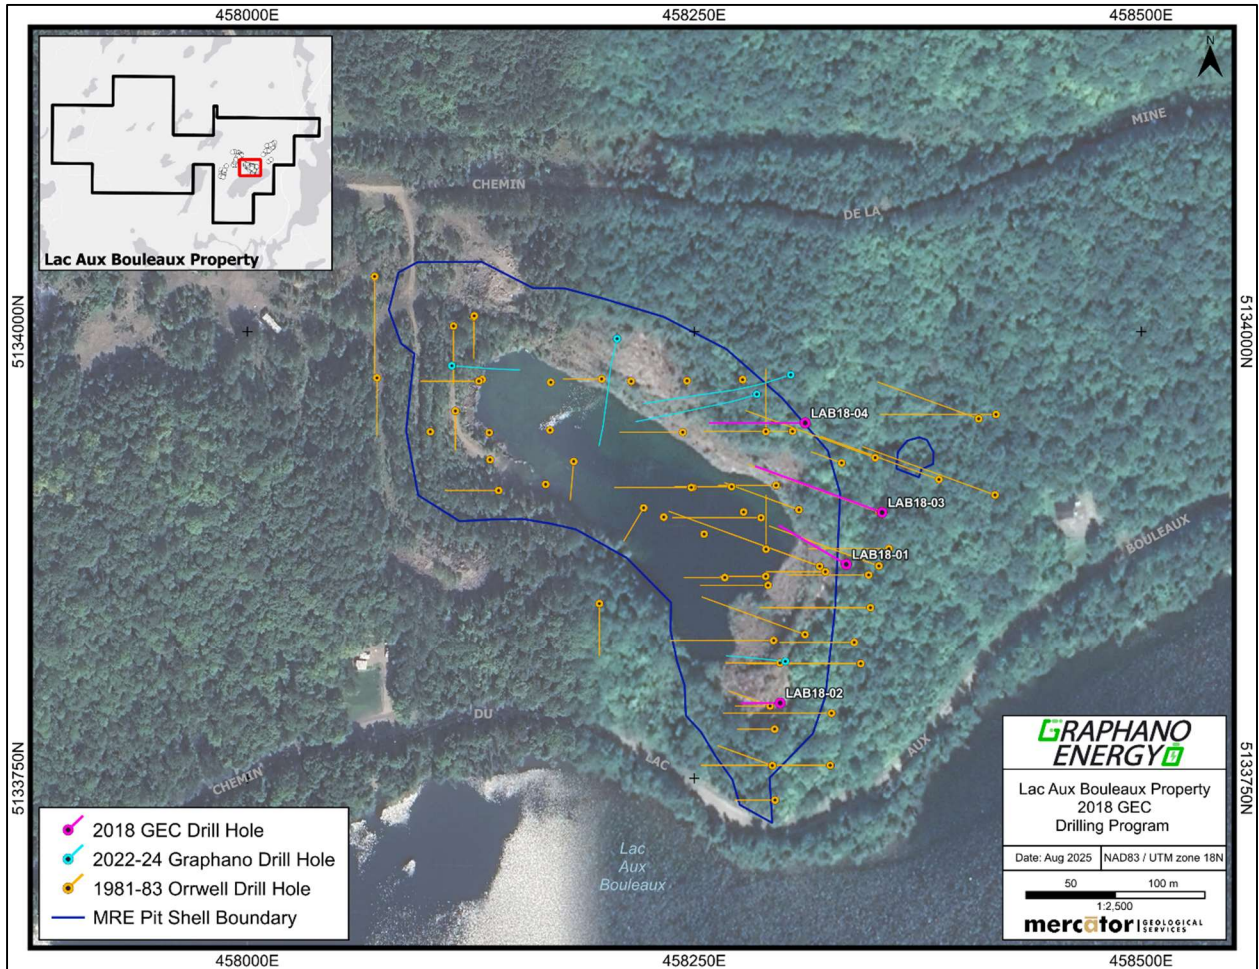 458000E
458250E
458500E
N
MINE
CHEMIN
DE LA
Lac Aux Bouleaux Property
5134000N
5134000N
LAB18-04
LAB18-03
BOULEAUX
LAB18-01
LAB18-02
DU
LAC
AUX
CHEMIN
5133750N
5133750N
Lac
Aux
Bouleaux
2018 GEC Drill Hole
2022-24 Graphano Drill Hole
1981-83 Orrwell Drill Hole
MRE Pit Shell Boundary
GRAPHANO
ENERGY
Lac Aux Bouleaux Property
2018 GEC
Drilling Program
Date: Aug 2025
NAD83 / UTM zone 18N
50 100 m
1:2,500
mercātor GEOLOGICAL
SERVICES
458000E
458250E
458500E